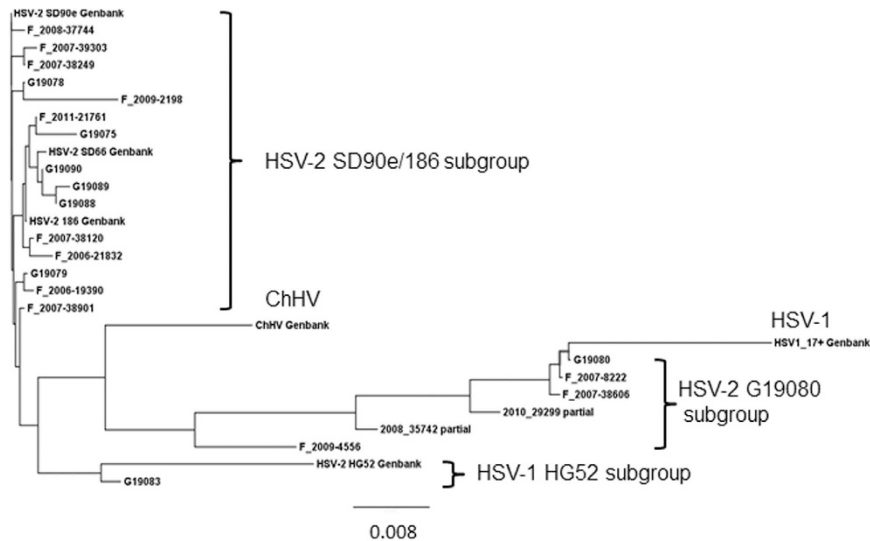 HSV-2 SD90e Genbank
F_2008-37744
F_2007-39303
F_2007-38249
G19078
F_2009-2198
F_2011-21761
G19075
HSV-2 SD66 Genbank
G19090
G19089
G19088
HSV-2 186 Genbank
F_2007-38120
F_2006-21832
G19079
F_2006-19390
F_2007-38901
HSV-2 SD90e/186 subgroup
ChHV
ChHV Genbank
HSV-1
HSV1_17+ Genbank
G19080
F_2007-8222
F_2007-38606
2010_29299 partial
2008_35742 partial
F_2009-4556
HSV-2 G19080
subgroup
HSV-2 HG52 Genbank
G19083
HSV-1 HG52 subgroup
0.008